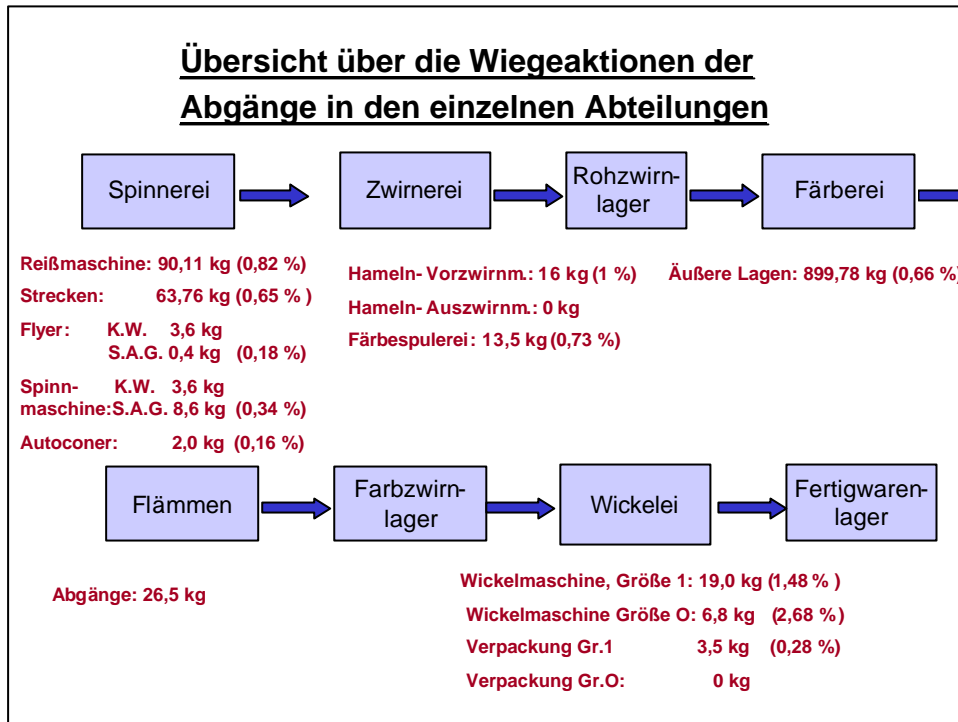 Übersicht über die Wiegeaktionen der
Abgänge in den einzelnen Abteilungen
Spinnerei
Zwirnerei
Rohzwirn-
lager
Färberei
Reißmaschine: 90,11 kg (0,82 %)
Strecken: 63,76 kg (0,65 % )
Flyer: K.W. 3,6 kg
S.A.G. 0,4 kg (0,18 %)
Spinn- K.W. 3,6 kg
maschine:S.A.G. 8,6 kg (0,34 %)
Autoconer: 2,0 kg (0,16 %)
Hameln- Vorzwirnm.: 16 kg (1 %)
Hameln- Auszwirnm.: 0 kg
Färbespulerei: 13,5 kg (0,73 %)
Äußere Lagen: 899,78 kg (0,66 %)
Flämmen
Farbzwirn-
lager
Wickelei
Fertigwaren-
lager
Abgänge: 26,5 kg
Wickelmaschine, Größe 1: 19,0 kg (1,48 % )
Wickelmaschine Größe O: 6,8 kg (2,68 %)
Verpackung Gr.1 3,5 kg (0,28 %)
Verpackung Gr.O: 0 kg